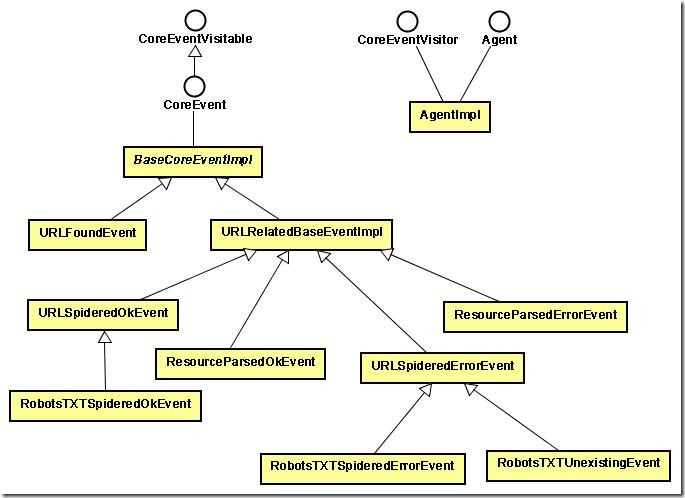 CoreEventVisitable
CoreEventVisitor
Agent
CoreEvent
AgentImpl
BaseCoreEventImpl
URLFoundEvent
URLRelatedBaseEventImpl
URLSpideredOkEvent
ResourceParsedErrorEvent
ResourceParsedOkEvent
URLSpideredErrorEvent
RobotsTXTSpideredOkEvent
RobotsTXTSpideredErrorEvent
RobotsTXTUnexistingEvent